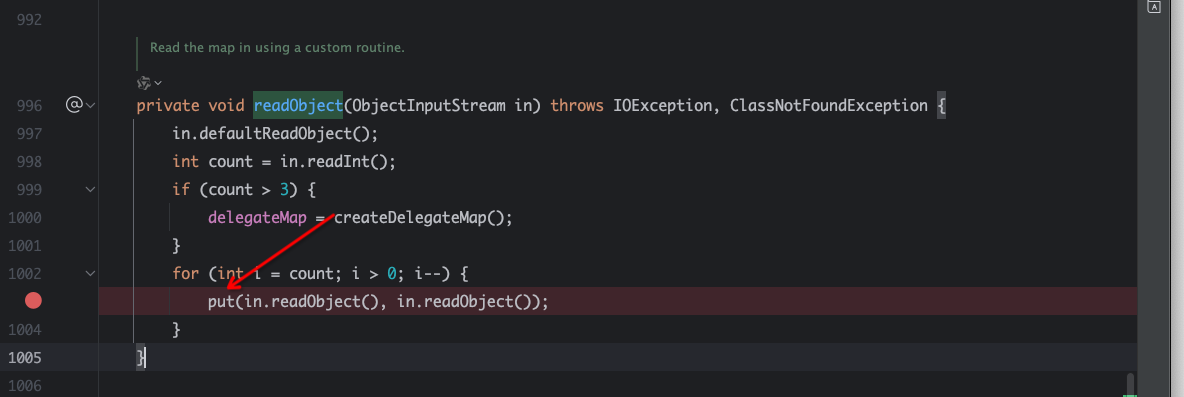 992
Read the map in using a custom routine.
996 @ private void readObject(ObjectInputStream in) throws IOException, ClassNotFoundException {
997 in.defaultReadObject();
998 int count = in.readInt();
999 if (count > 3) {
1000 delegateMap = createDelegateMap();
1001 }
1002 for (int i = count; i > 0; i--) {
put(in.readObject(), in.readObject());
1004 }
1005 }
1006
A